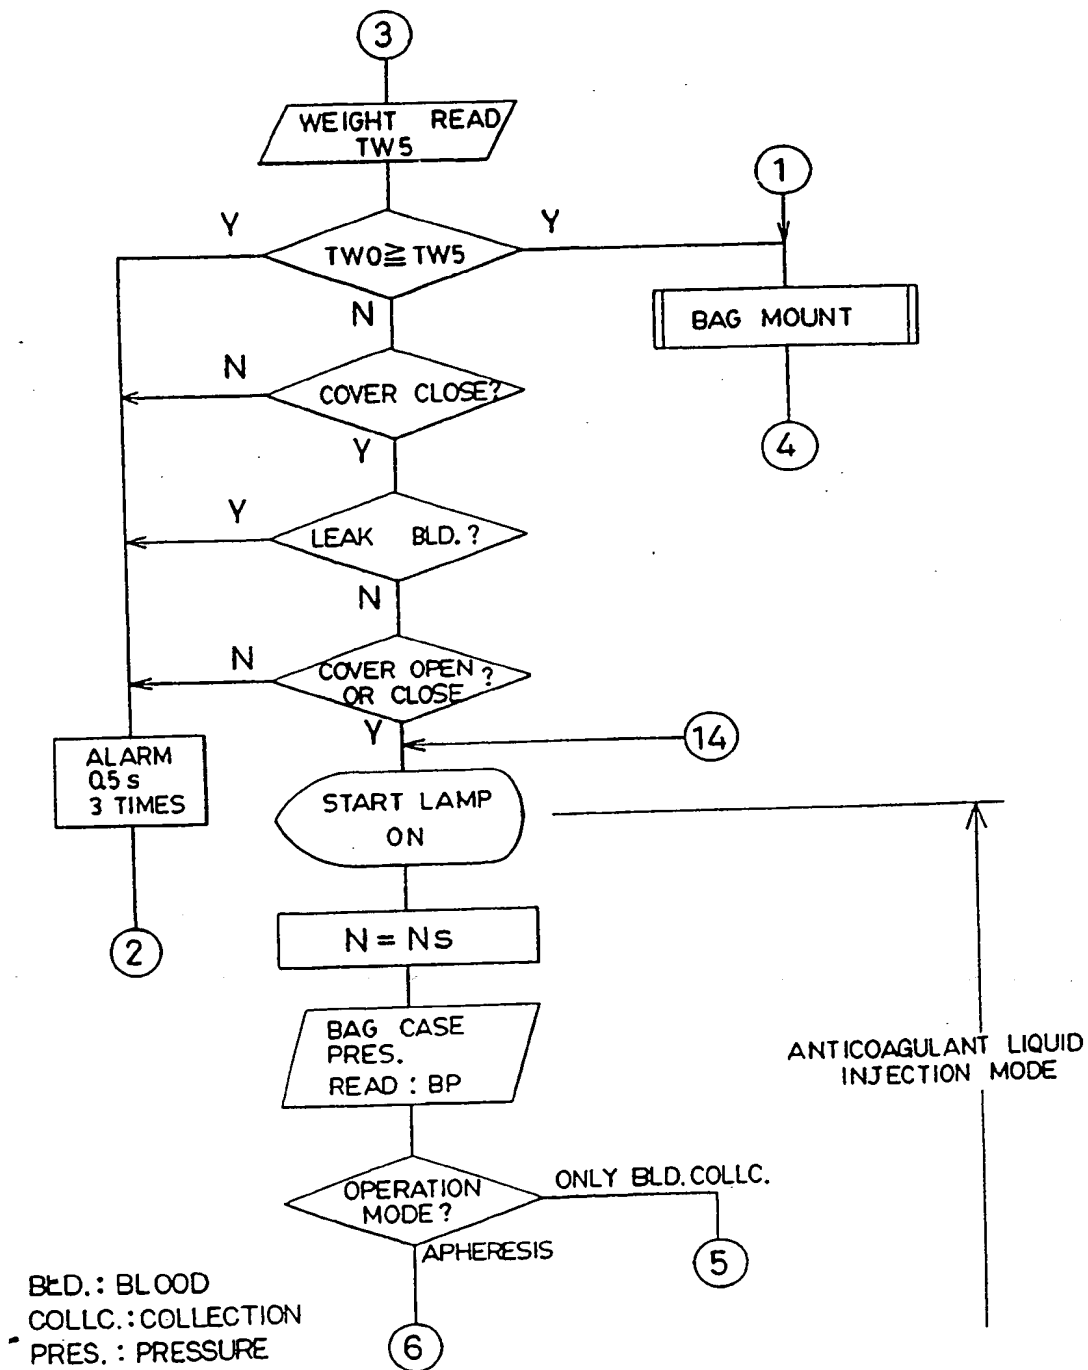 3
WEIGHT READ
TW5
1
Y
TW0≧TW5
Y
N
BAG MOUNT
N
COVER CLOSE?
4
Y
Y
LEAK BLD.?
N
N
COVER OPEN ?
OR CLOSE
Y
14
ALARM
0.5 s
3 TIMES
START LAMP
ON
2
N = Ns
BAG CASE
PRES.
READ : BP
ANTICOAGULANT LIQUID
INJECTION MODE
ONLY BLD.COLLC.
OPERATION
MODE?
APHERESIS
5
6
BLD.: BLOOD
COLLC.: COLLECTION
PRES. : PRESSURE